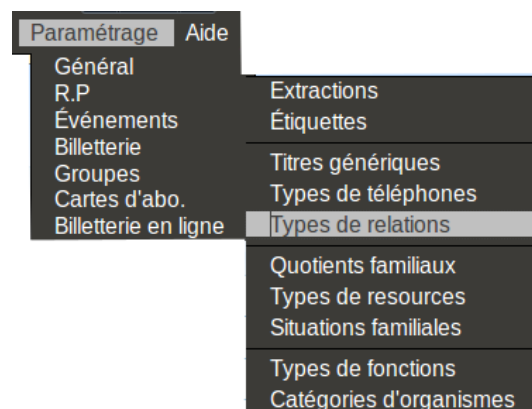 Paramétrage Aide
Général
R.P
Événements
Billetterie
Groupes
Cartes d'abo.
Billetterie en ligne
Extractions
Étiquettes
Titres génériques
Types de téléphones
Types de relations
Quotients familiaux
Types de resources
Situations familiales
Types de fonctions
Catégories d'organismes